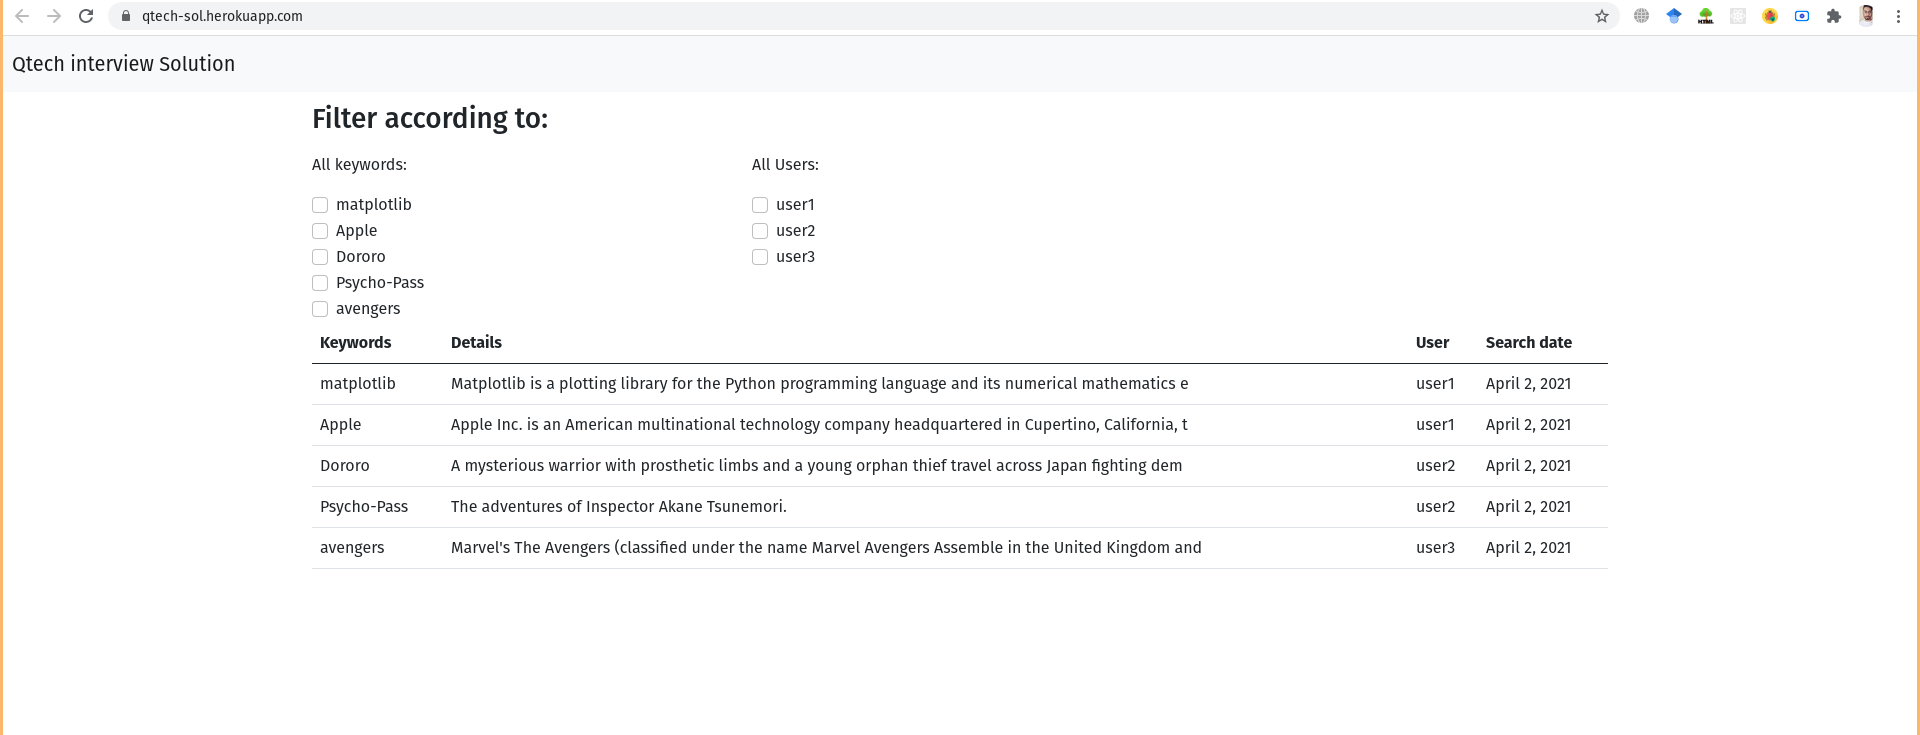 qtech-sol.herokuapp.com
HTML
Qtech interview Solution
Filter according to:
All keywords:
matplotlib
Apple
Dororo
Psycho-Pass
avengers
All Users:
user1
user2
user3
Keywords Details User Search date
matplotlib Matplotlib is a plotting library for the Python programming language and its numerical mathematics e user1 April 2, 2021
Apple Apple Inc. is an American multinational technology company headquartered in Cupertino, California, t user1 April 2, 2021
Dororo A mysterious warrior with prosthetic limbs and a young orphan thief travel across Japan fighting dem user2 April 2, 2021
Psycho-Pass The adventures of Inspector Akane Tsunemori. user2 April 2, 2021
avengers Marvel's The Avengers (classified under the name Marvel Avengers Assemble in the United Kingdom and user3 April 2, 2021